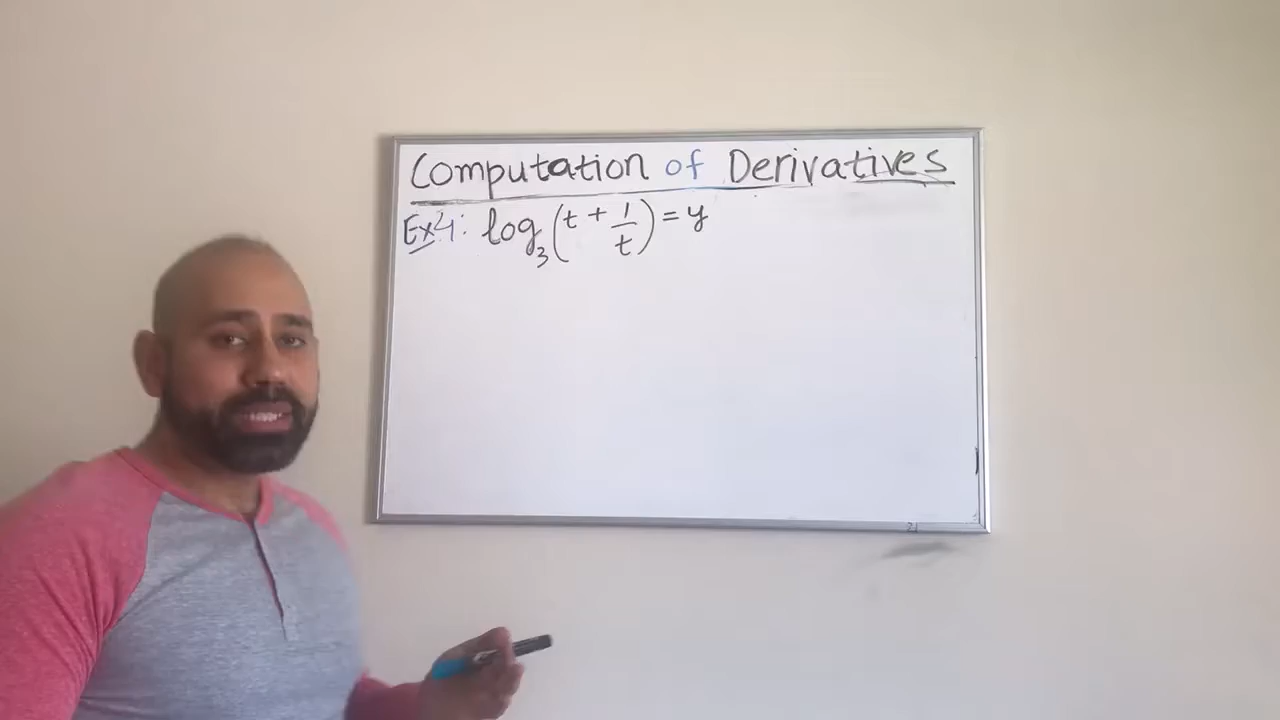 Computation of Derivatives
Ex4: log₃(t + 1/t) = y